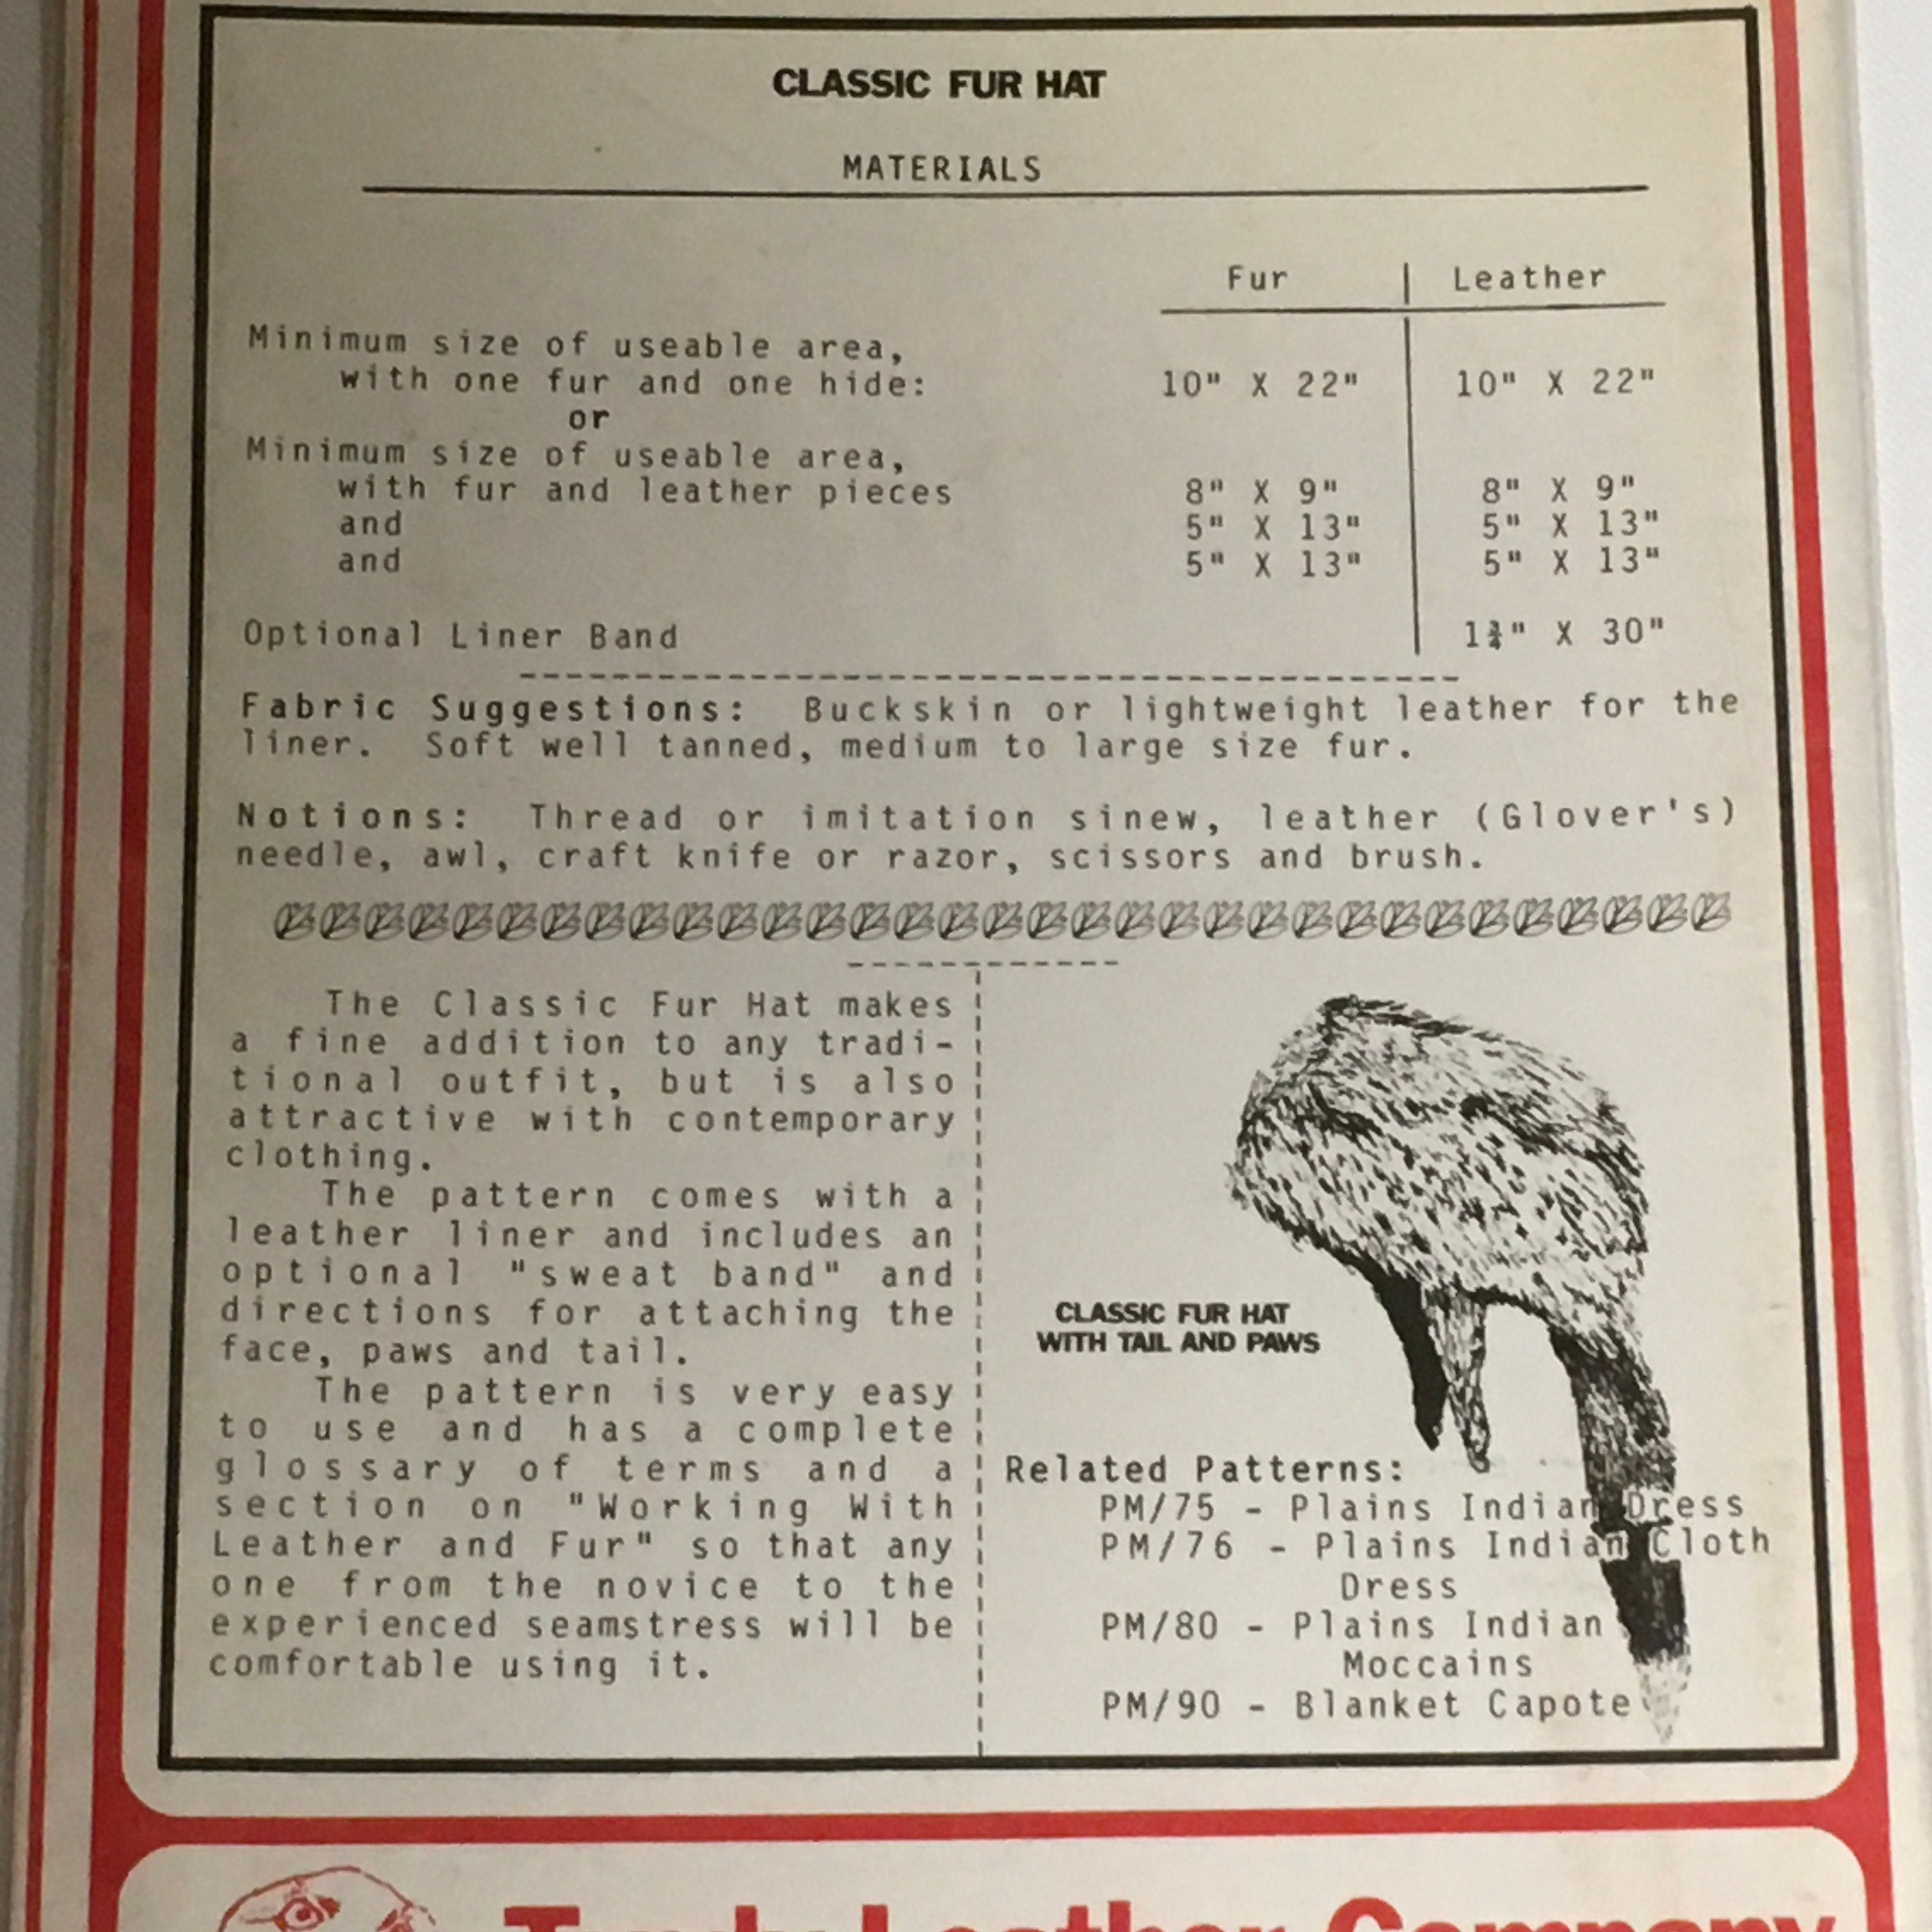 CLASSIC FUR HAT
MATERIALS
Fur | Leather
Minimum size of useable area,
with one fur and one hide: 10" X 22" 10" X 22"
or
Minimum size of useable area,
with fur and leather pieces 8" X 9" 8" X 9"
and 5" X 13" 5" X 13"
and 5" X 13" 5" X 13"
Optional Liner Band 1¾" X 30"
Fabric Suggestions: Buckskin or lightweight leather for the
liner. Soft well tanned, medium to large size fur.
Notions: Thread or imitation sinew, leather (Glover's)
needle, awl, craft knife or razor, scissors and brush.
The Classic Fur Hat makes
a fine addition to any tradi-
tional outfit, but is also
attractive with contemporary
clothing.
The pattern comes with a
leather liner and includes an
optional "sweat band" and
directions for attaching the
face, paws and tail.
The pattern is very easy
to use and has a complete
glossary of terms and a
section on "Working With
Leather and Fur" so that any
one from the novice to the
experienced seamstress will be
comfortable using it.
CLASSIC FUR HAT
WITH TAIL AND PAWS
Related Patterns:
PM/75 - Plains Indian Dress
PM/76 - Plains Indian Cloth
Dress
PM/80 - Plains Indian
Moccains
PM/90 - Blanket Capote
Leather Company